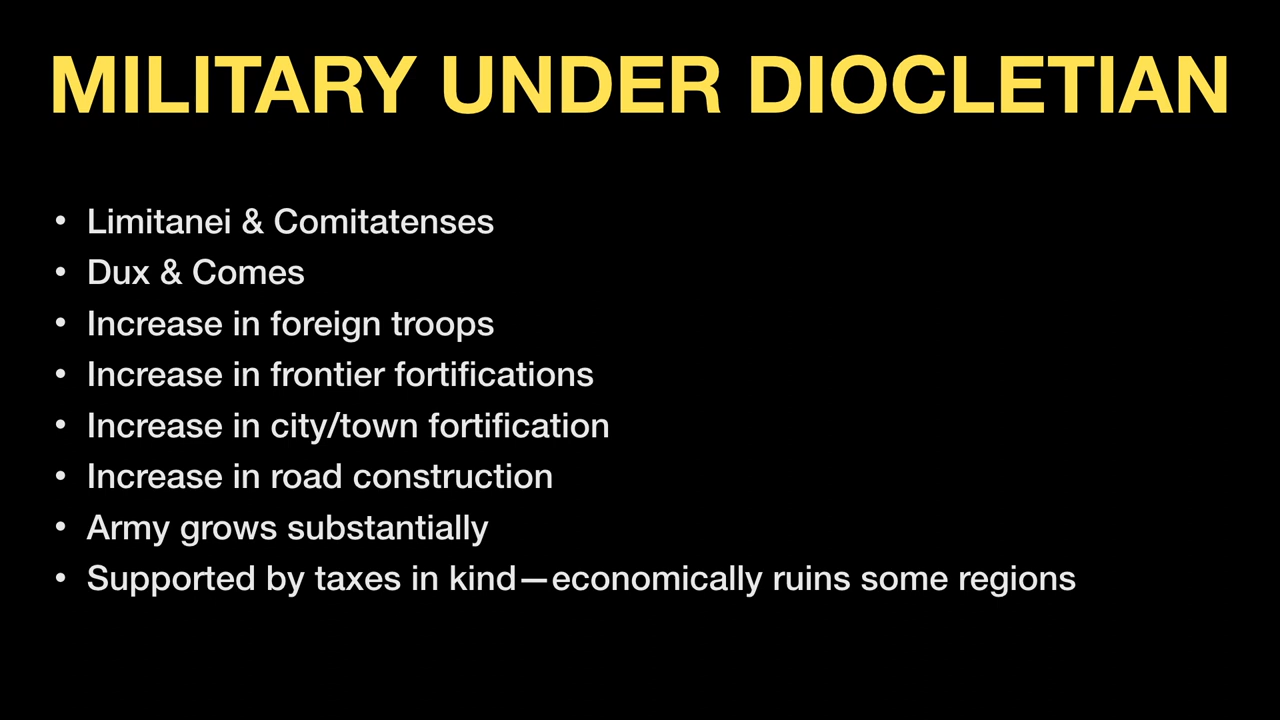 MILITARY UNDER DIOCLETIAN
• Limitanei & Comitatenses
• Dux & Comes
• Increase in foreign troops
• Increase in frontier fortifications
• Increase in city/town fortification
• Increase in road construction
• Army grows substantially
• Supported by taxes in kind—economically ruins some regions